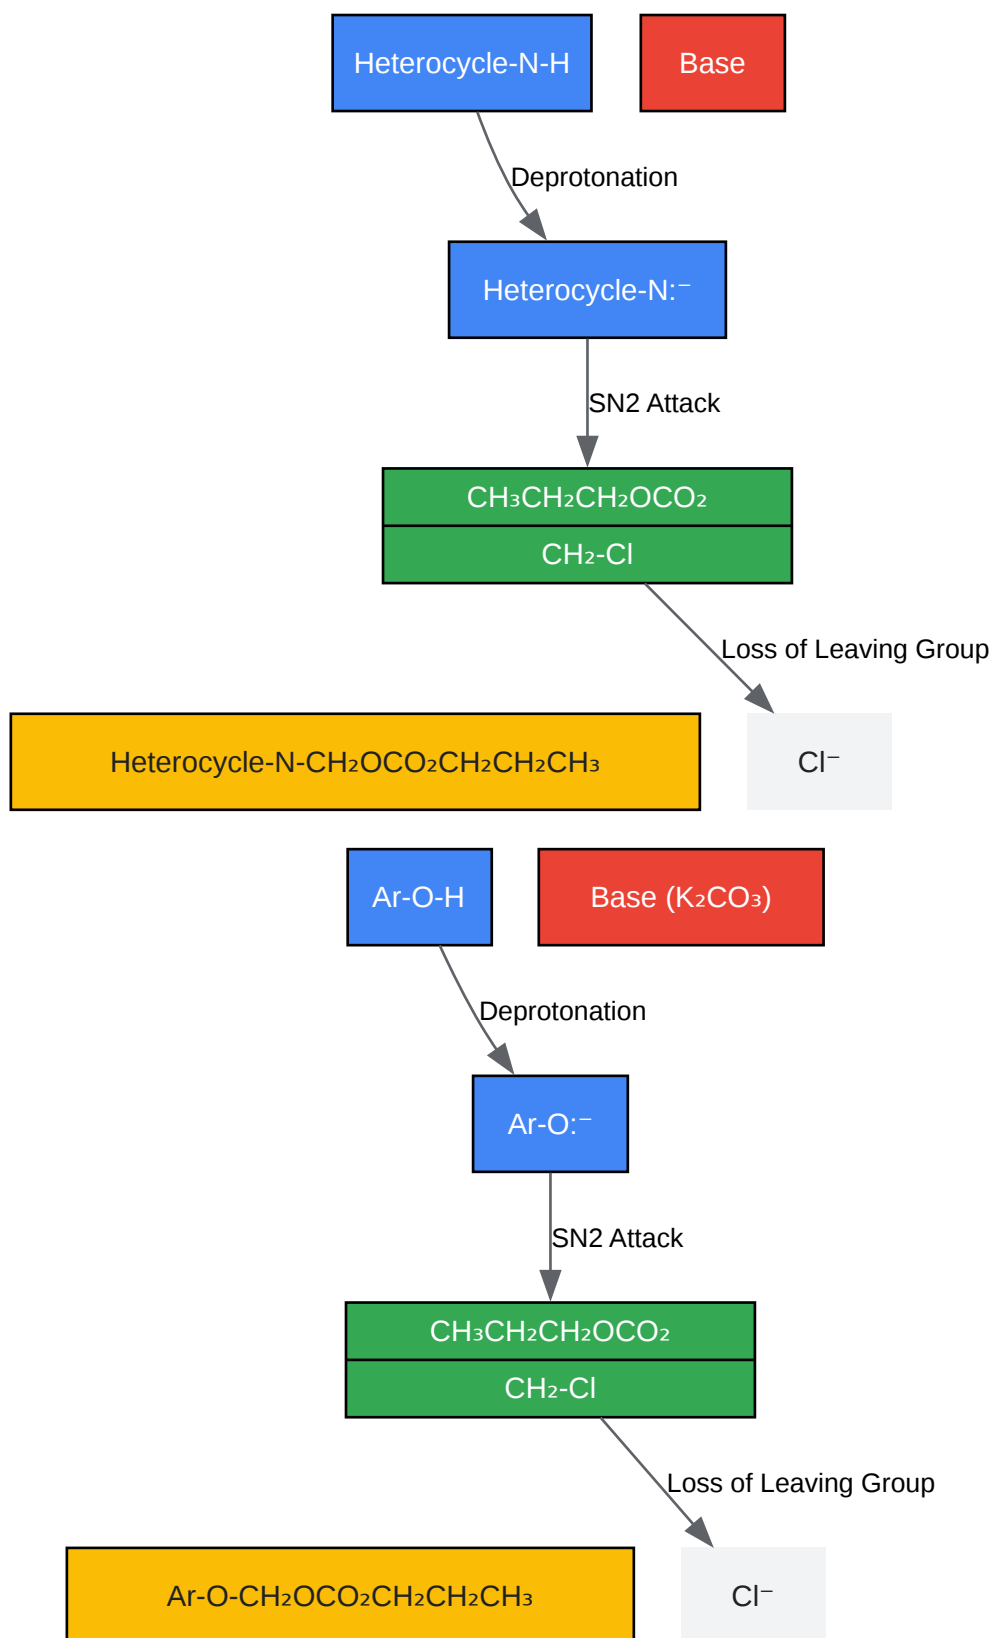 Heterocycle-N-H
Base
Deprotonation
Heterocycle-N:⁻
SN2 Attack
CH₃CH₂CH₂OCO₂
CH₂-Cl
Loss of Leaving Group
Heterocycle-N-CH₂OCO₂CH₂CH₂CH₃
Cl⁻
Ar-O-H
Base (K₂CO₃)
Deprotonation
Ar-O:⁻
SN2 Attack
CH₃CH₂CH₂OCO₂
CH₂-Cl
Loss of Leaving Group
Ar-O-CH₂OCO₂CH₂CH₂CH₃
Cl⁻